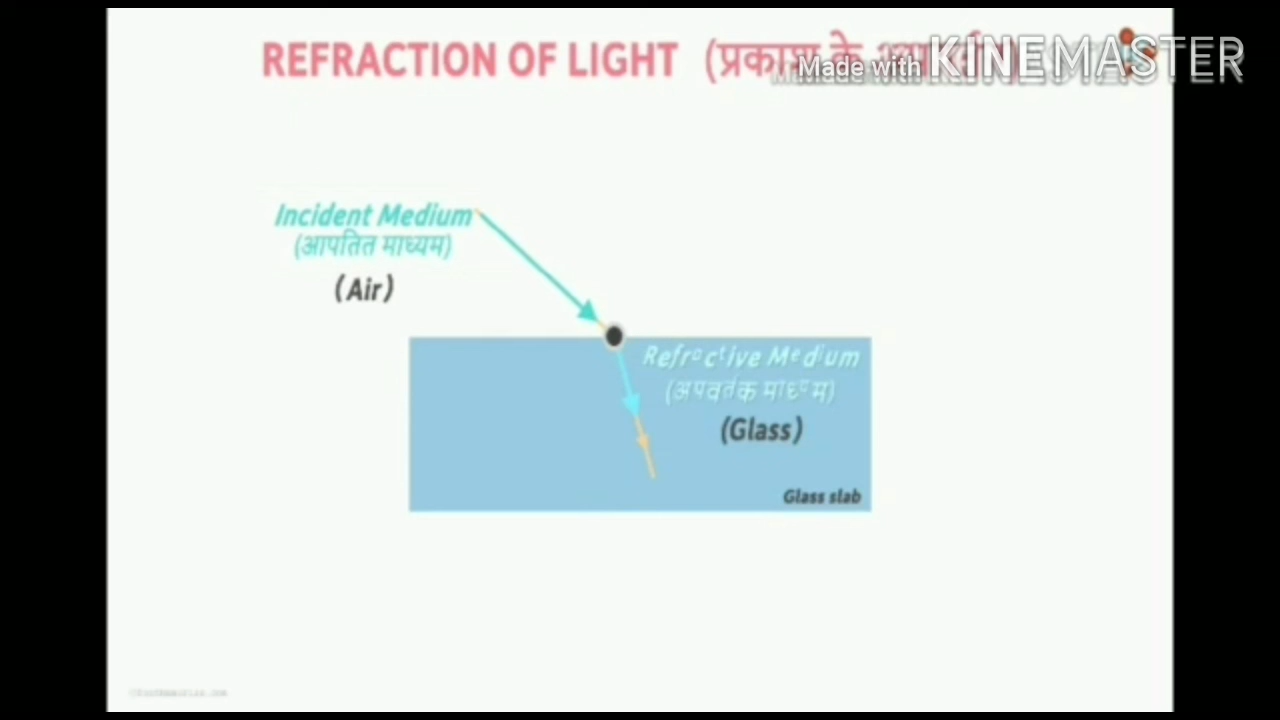 REFRACTION OF LIGHT (प्रकाश के
Made with KINEMASTER
Incident Medium
(आपतित माध्यम)
(Air)
Refractive Medium
(अपवर्तक माध्यम)
(Glass)
Glass slab